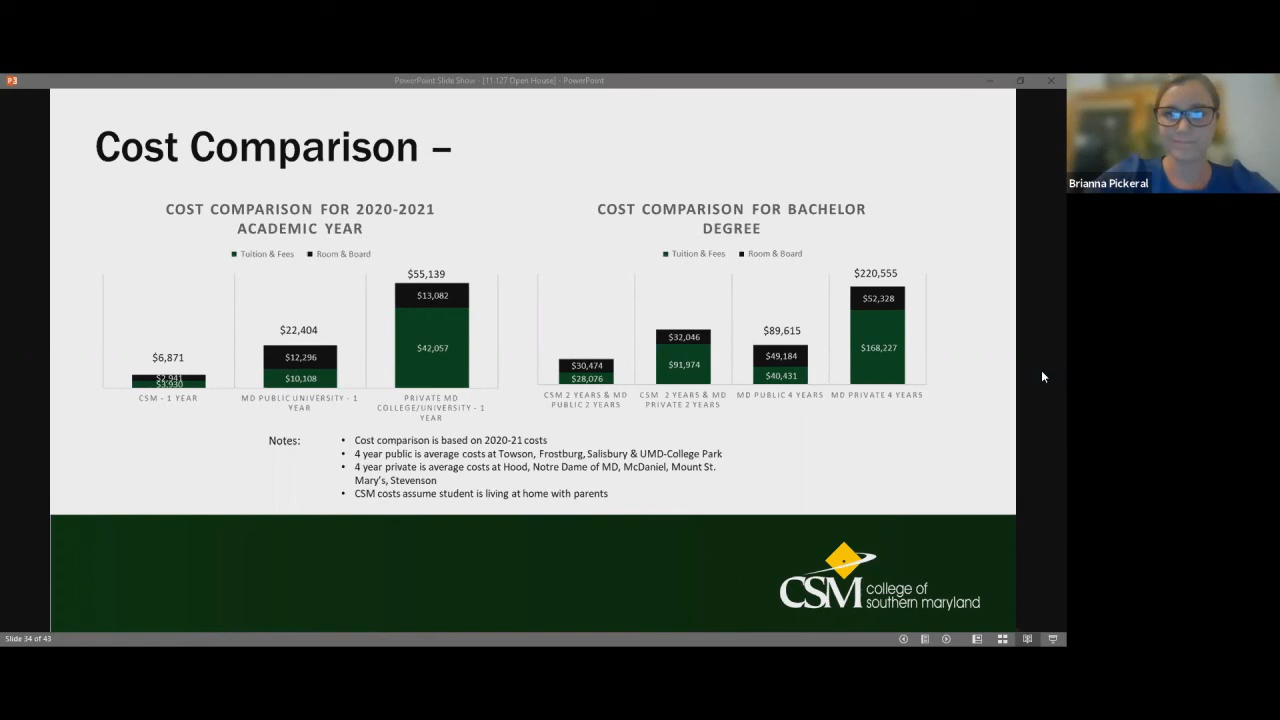 PowerPoint Slide Show - [11.127 Open House] - PowerPoint
Cost Comparison –
COST COMPARISON FOR 2020-2021
ACADEMIC YEAR
Tuition & Fees
Room & Board
$55,139
$13,082
$42,057
$22,404
$12,296
$10,108
$6,871
$2,941
$3,930
CSM - 1 YEAR
MD PUBLIC UNIVERSITY - 1
YEAR
PRIVATE MD
COLLEGE/UNIVERSITY - 1
YEAR
COST COMPARISON FOR BACHELOR
DEGREE
Tuition & Fees
Room & Board
$220,555
$52,328
$168,227
$89,615
$49,184
$40,431
$32,046
$91,974
$30,474
$28,076
CSM 2 YEARS & MD
PUBLIC 2 YEARS
CSM 2 YEARS & MD
PRIVATE 2 YEARS
MD PUBLIC 4 YEARS
MD PRIVATE 4 YEARS
Notes:
• Cost comparison is based on 2020-21 costs
• 4 year public is average costs at Towson, Frostburg, Salisbury & UMD-College Park
• 4 year private is average costs at Hood, Notre Dame of MD, McDaniel, Mount St.
Mary's, Stevenson
• CSM costs assume student is living at home with parents
CSM
college of
southern maryland
Slide 34 of 43
Brianna Pickeral